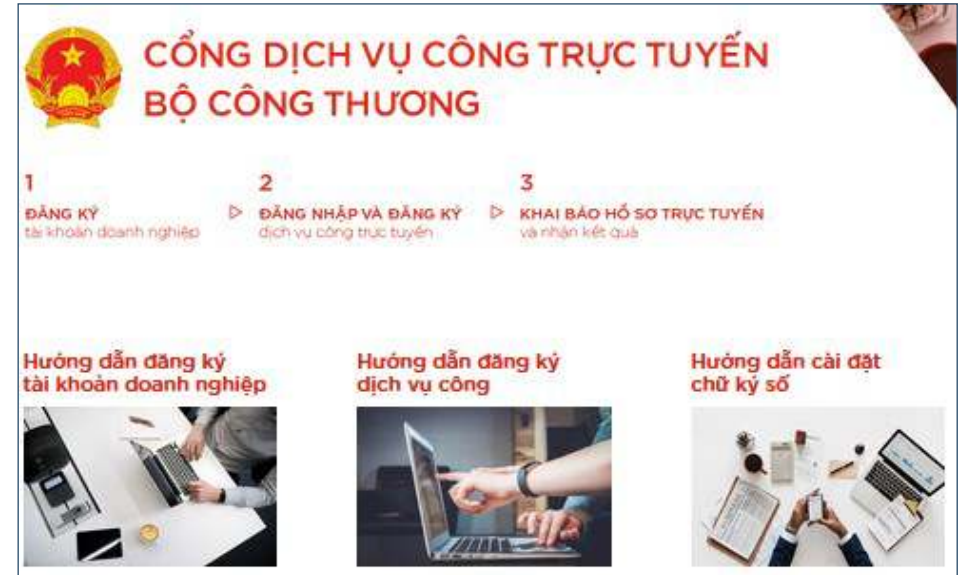 CỔNG DỊCH VỤ CÔNG TRỰC TUYẾN
BỘ CÔNG THƯƠNG
1
ĐĂNG KÝ
tài khoản doanh nghiệp
2
ĐĂNG NHẬP VÀ ĐĂNG KÝ
dịch vụ công trực tuyến
3
KHAI BÁO HỒ SƠ TRỰC TUYẾN
và nhận kết quả
Hướng dẫn đăng ký
tài khoản doanh nghiệp
Hướng dẫn đăng ký
dịch vụ công
Hướng dẫn cài đặt
chữ ký số